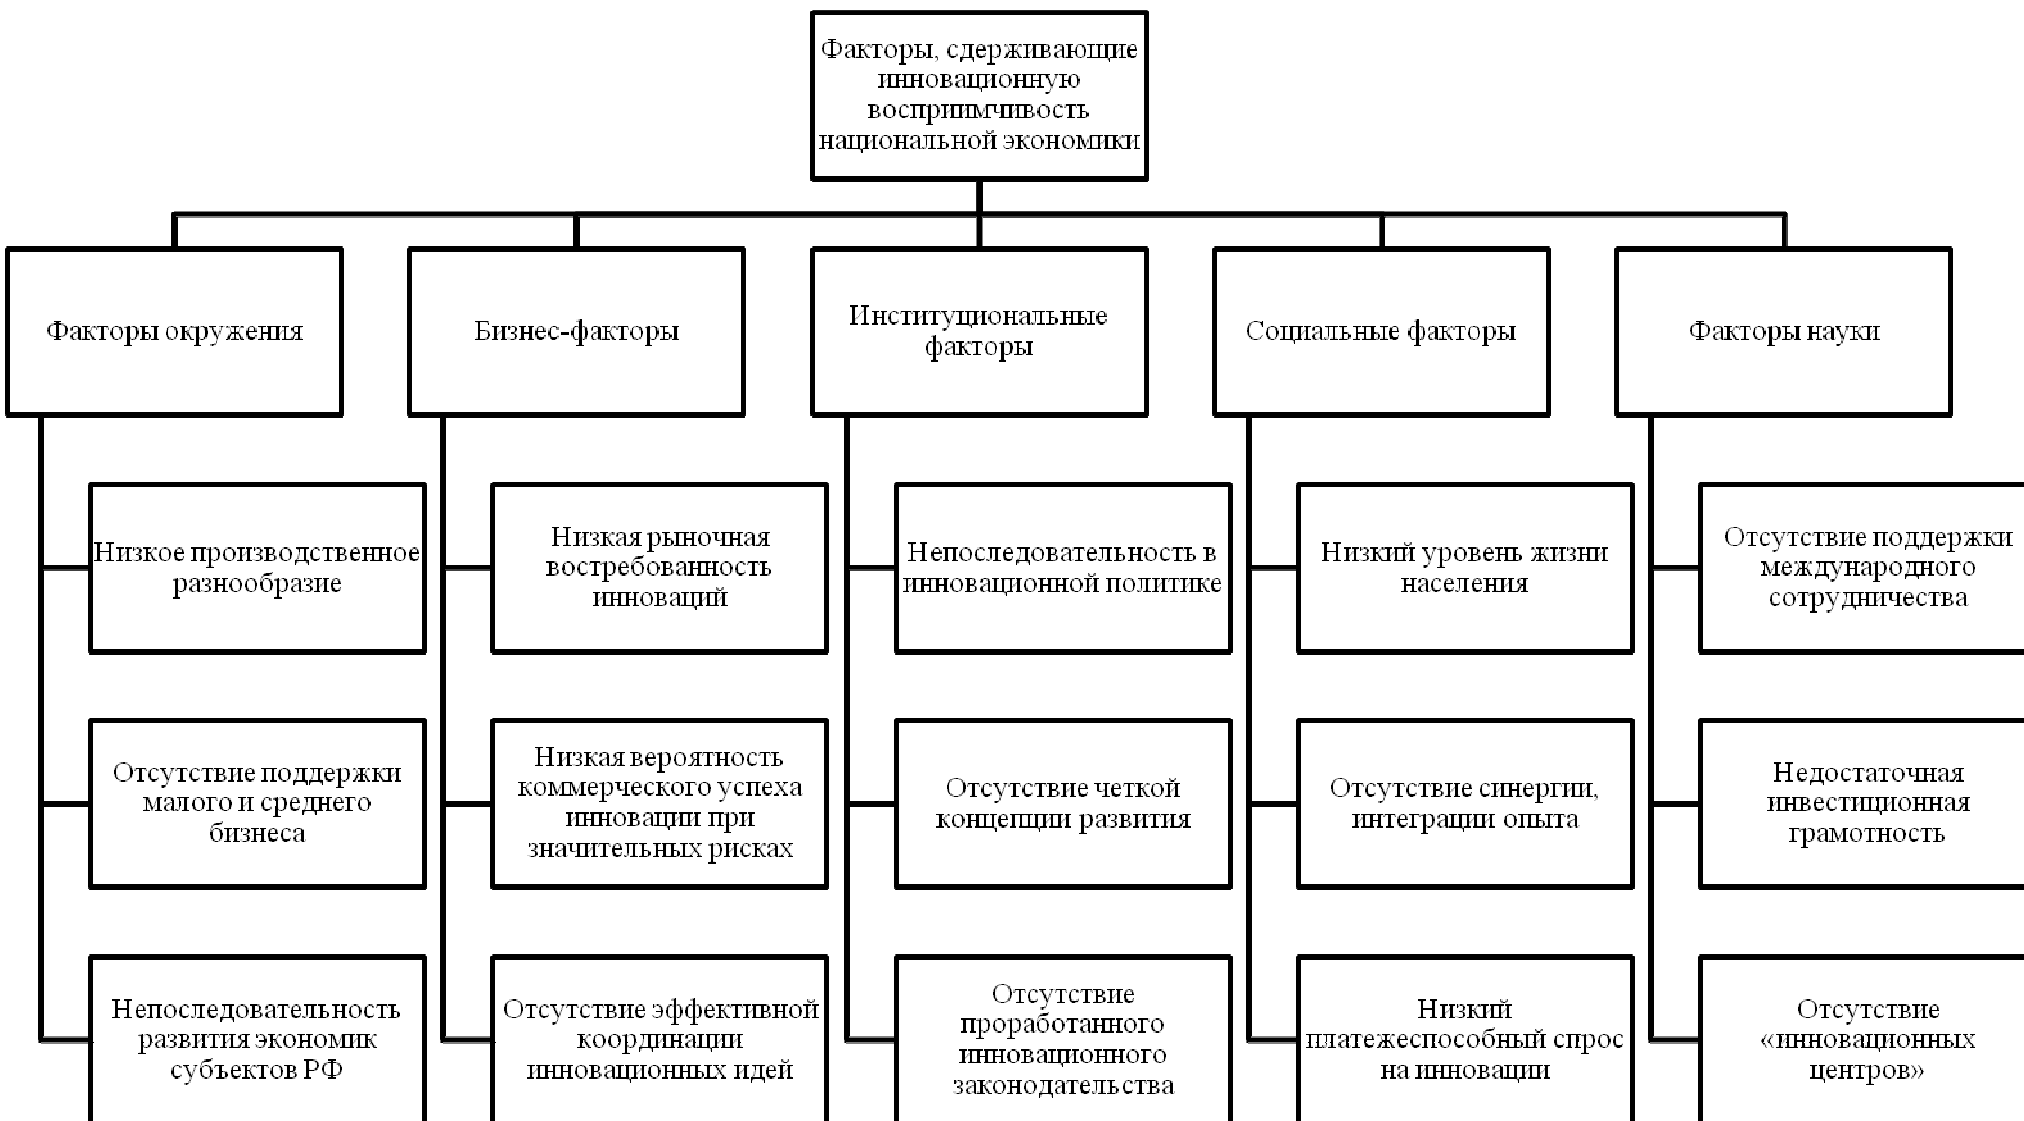 Факторы, сдерживающие
инновационную
восприимчивость
национальной экономики
Факторы окружения
Бизнес-факторы
Институциональные
факторы
Социальные факторы
Факторы науки
Низкое производственное
разнообразие
Низкая рыночная
востребованность
инноваций
Непоследовательность в
инновационной политике
Низкий уровень жизни
населения
Отсутствие поддержки
международного
сотрудничества
Отсутствие поддержки
малого и среднего
бизнеса
Низкая вероятность
коммерческого успеха
инновации при
значительных рисках
Отсутствие четкой
концепции развития
Отсутствие синергии,
интеграции опыта
Недостаточная
инвестиционная
грамотность
Непоследовательность
развития экономик
субъектов РФ
Отсутствие эффективной
координации
инновационных идей
Отсутствие
проработанного
инновационного
законодательства
Низкий
платежеспособный спрос
на инновации
Отсутствие
«инновационных
центров»